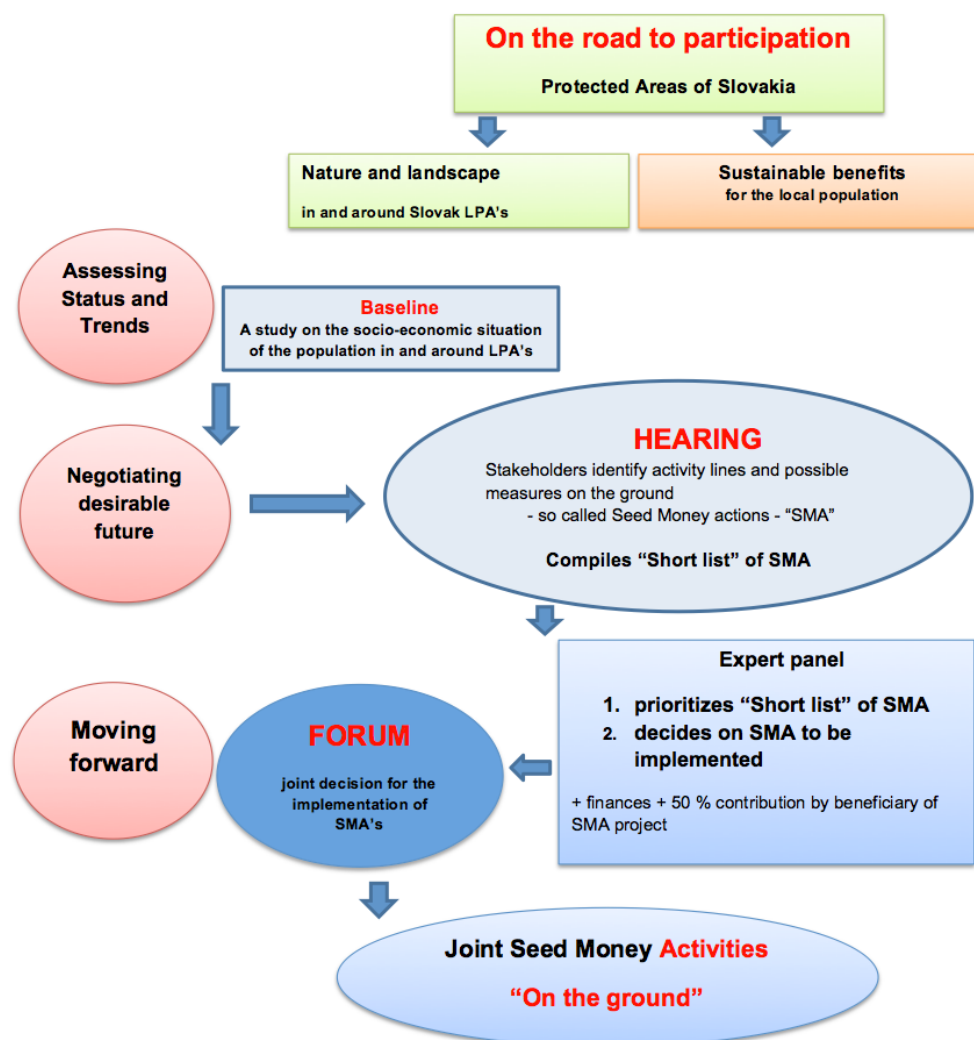 On the road to participation
Protected Areas of Slovakia
Nature and landscape
in and around Slovak LPA's
Sustainable benefits
for the local population
Assessing
Status and
Trends
Baseline
A study on the socio-economic situation
of the population in and around LPA's
Negotiating
desirable
future
HEARING
Stakeholders identify activity lines and possible
measures on the ground
- so called Seed Money actions - “SMA”
Compiles “Short list” of SMA
Expert panel
1. prioritizes “Short list” of SMA
2. decides on SMA to be
implemented
+ finances + 50 % contribution by beneficiary of
SMA project
Moving
forward
FORUM
joint decision for the
implementation of
SMA's
Joint Seed Money Activities
“On the ground”